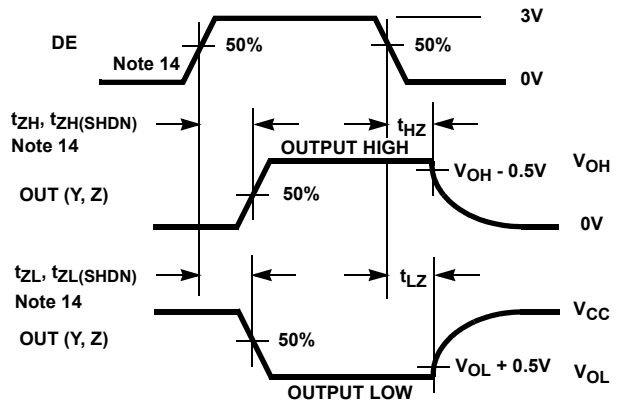 3V
DE
50%
50%
Note 14
0V
tZH, tZH(SHDN)
Note 14
tHZ
OUTPUT HIGH
VOH - 0.5V
VOH
OUT (Y, Z)
50%
0V
tZL, tZL(SHDN)
Note 14
tLZ
VCC
OUT (Y, Z)
50%
VOL + 0.5V
VOL
OUTPUT LOW